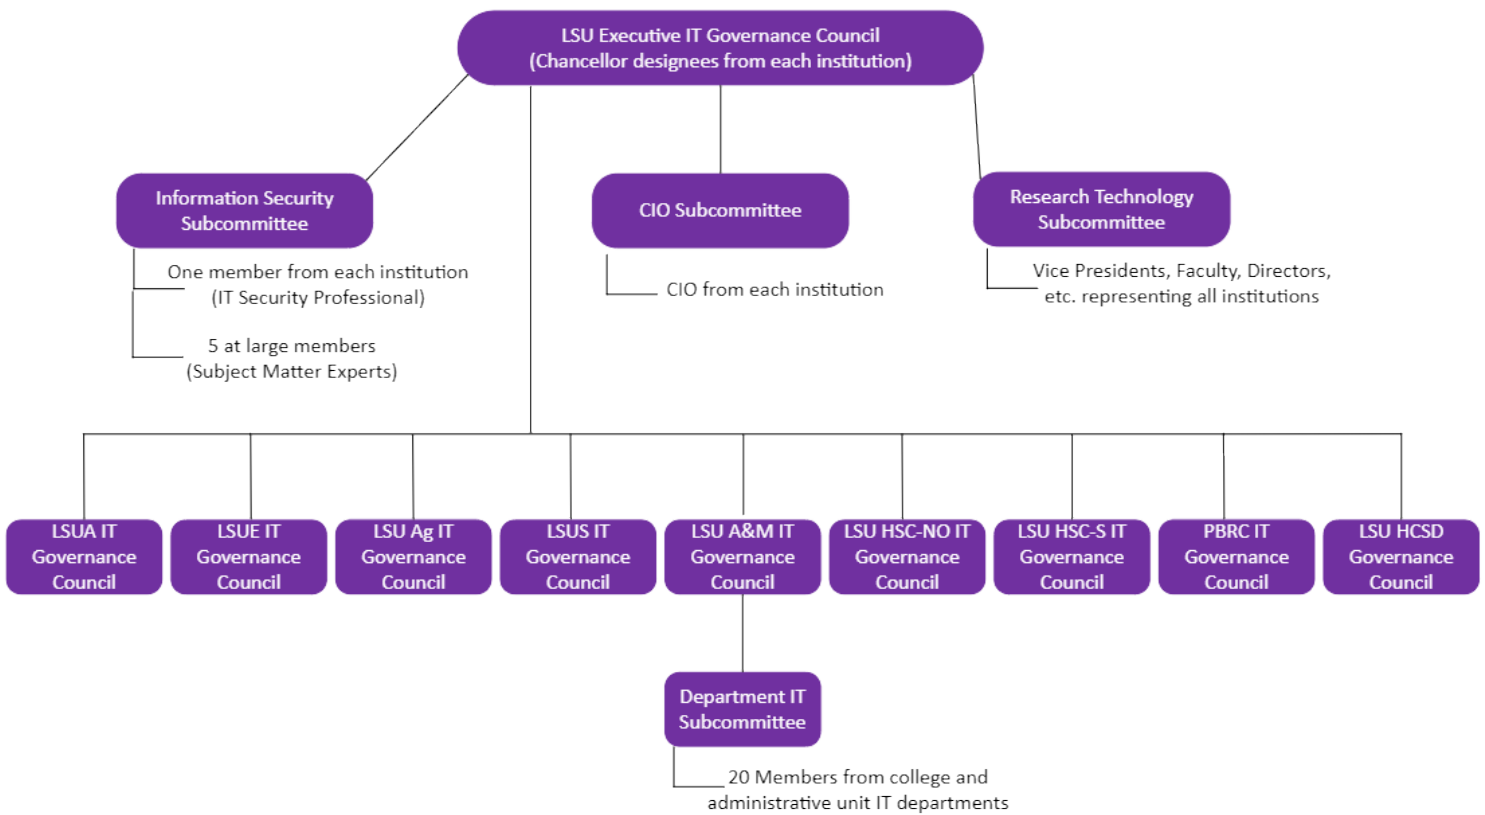 LSU Executive IT Governance Council
(Chancellor designees from each institution)
Information Security
Subcommittee
One member from each institution
(IT Security Professional)
5 at large members
(Subject Matter Experts)
CIO Subcommittee
CIO from each institution
Research Technology
Subcommittee
Vice Presidents, Faculty, Directors,
etc. representing all institutions
LSUA IT
Governance
Council
LSUE IT
Governance
Council
LSU Ag IT
Governance
Council
LSUS IT
Governance
Council
LSU A&M IT
Governance
Council
LSU HSC-NO IT
Governance
Council
LSU HSC-S IT
Governance
Council
PBRC IT
Governance
Council
LSU HCSD
Governance
Council
Department IT
Subcommittee
20 Members from college and
administrative unit IT departments